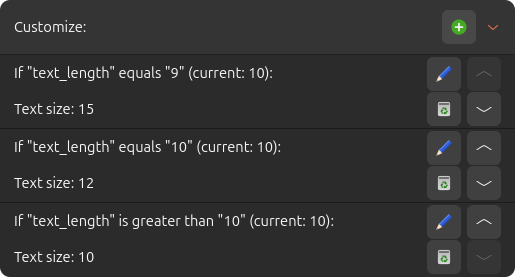 Customize:
If "text_length" equals "9" (current: 10):
Text size: 15
If "text_length" equals "10" (current: 10):
Text size: 12
If "text_length" is greater than "10" (current: 10):
Text size: 10